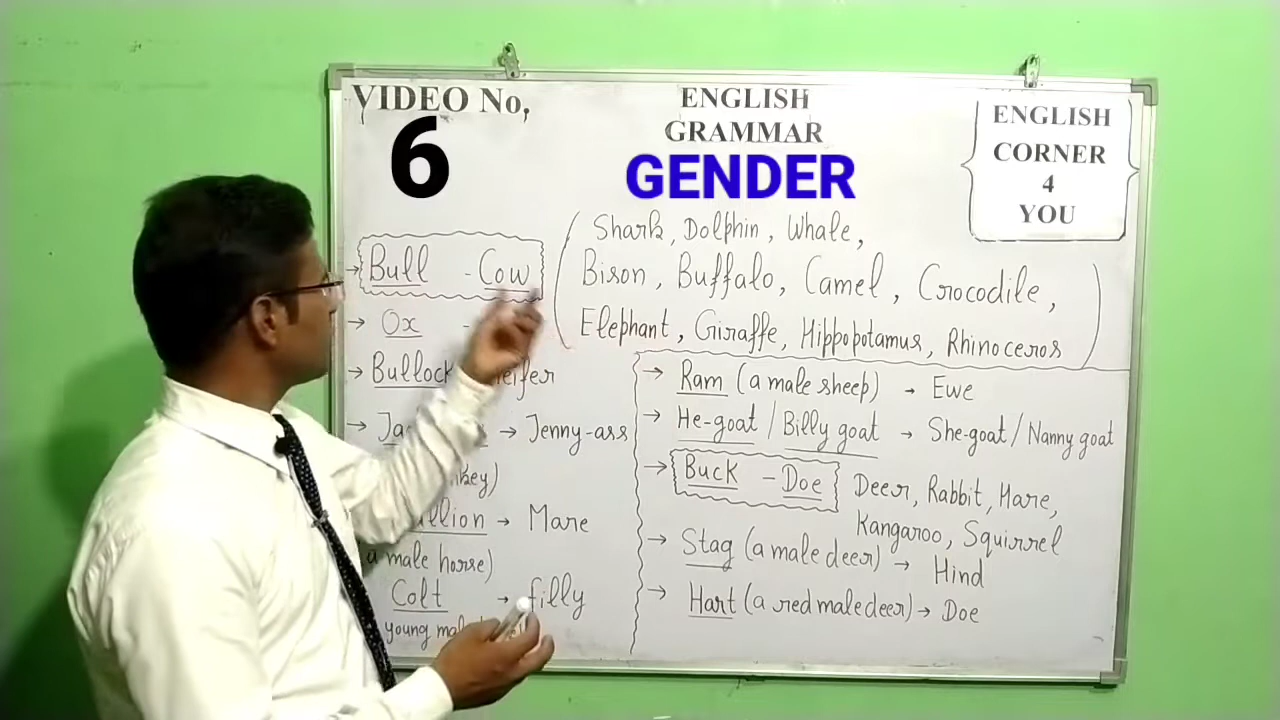 VIDEO No,
6
ENGLISH
GRAMMAR
GENDER
ENGLISH
CORNER
4
YOU
→ Bull - Cow
→ Ox -
→ Bullock
→ Jenny-ass
→ Mare
a male horse)
Colt → filly
young
(Shark, Dolphin, Whale,
Bison, Buffalo, Camel, Crocodile,
Elephant, Giraffe, Hippopotamus, Rhinoceros)
→ Ram (a male sheep) → Ewe
→ He-goat / Billy goat → She-goat / Nanny goat
→ Buck - Doe Deer, Rabbit, Hare,
Kangaroo, Squirrel
→ Stag (a male deer) → Hind
→ Hart (a red male deer) → Doe